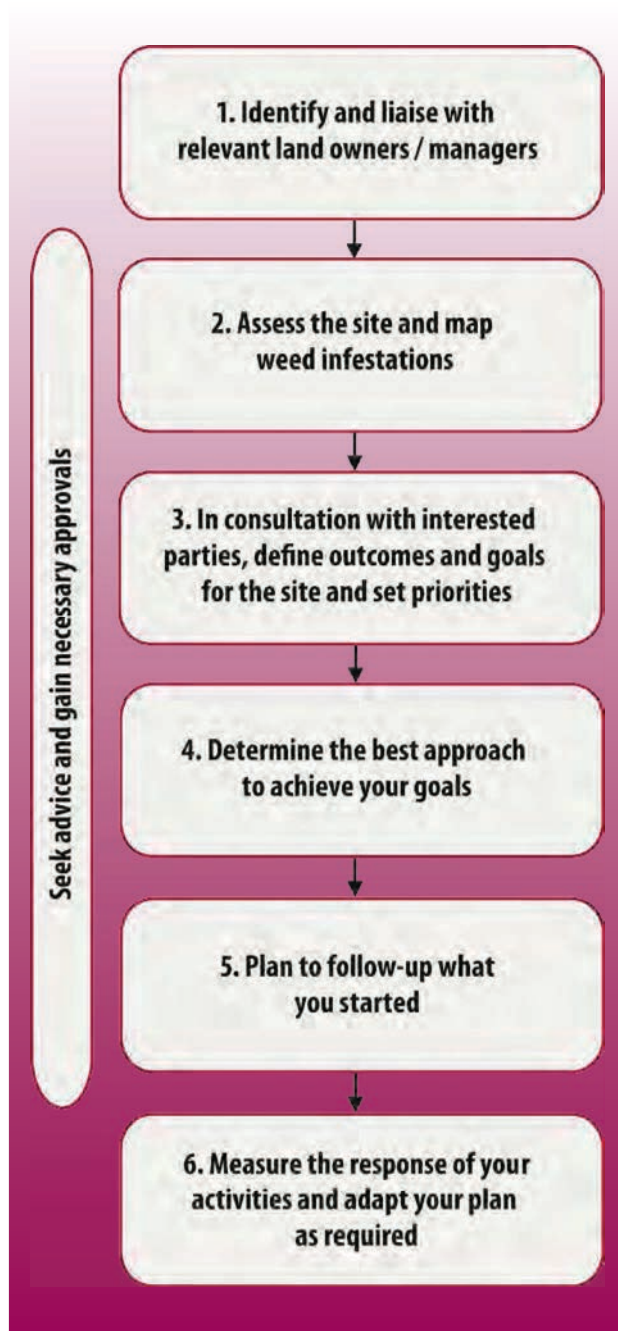 1. Identify and liaise with
relevant land owners / managers
Seek advice and gain necessary approvals
2. Assess the site and map
weed infestations
3. In consultation with interested
parties, define outcomes and goals
for the site and set priorities
4. Determine the best approach
to achieve your goals
5. Plan to follow-up what
you started
6. Measure the response of your
activities and adapt your plan
as required